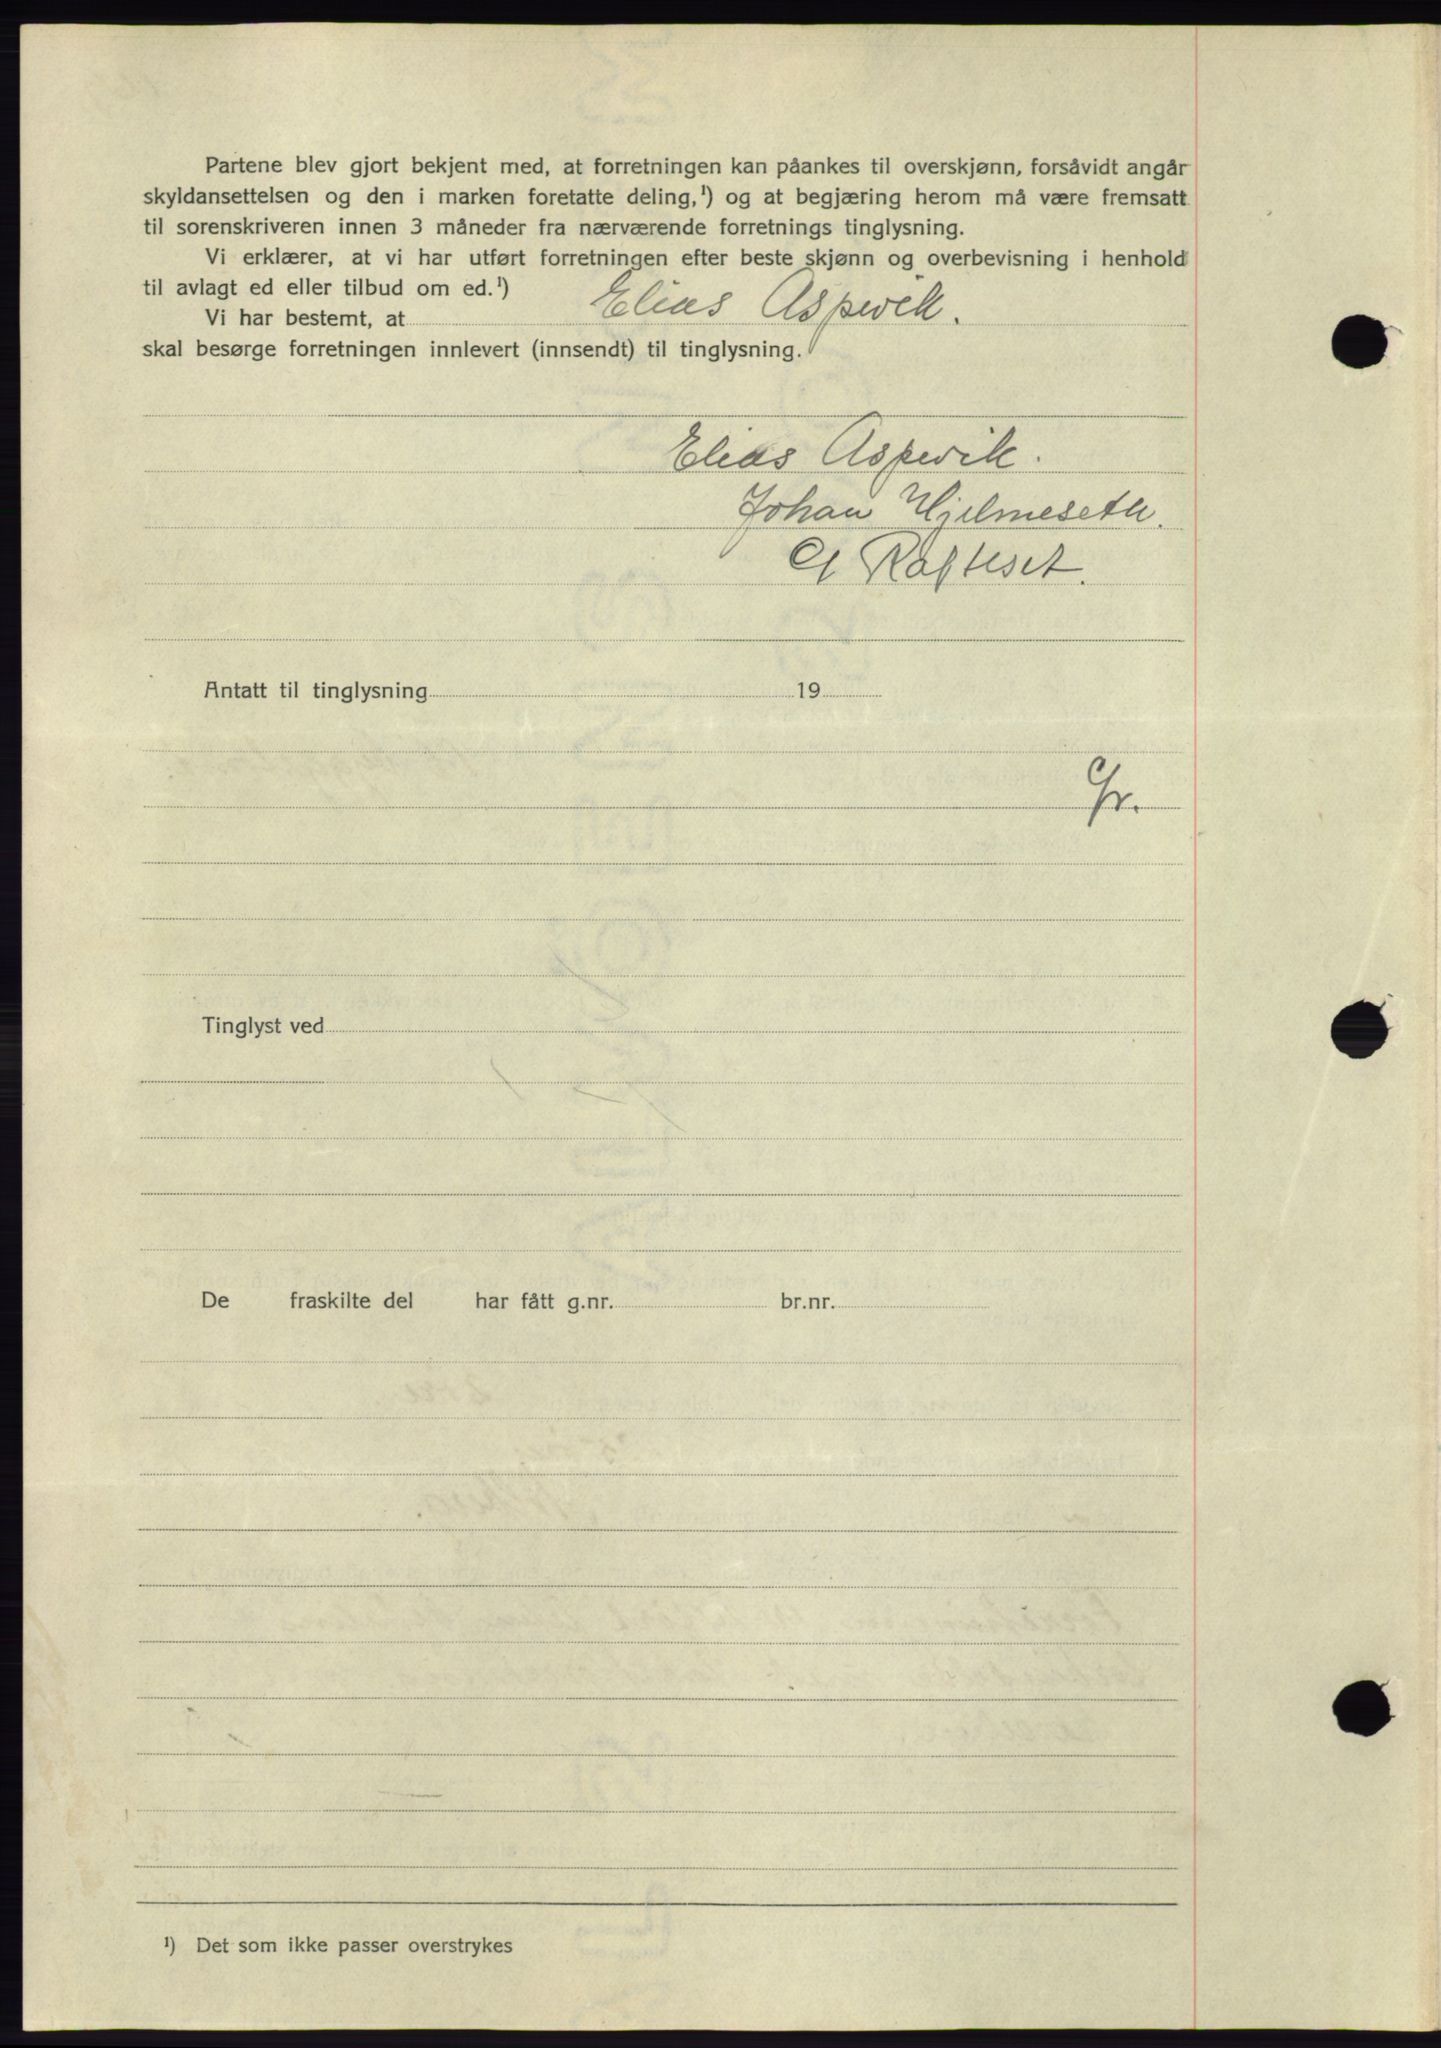 Partene blev gjort bekjent med, at forretningen kan påankes til overskjønn, forsåvidt angår
skyldansettelsen og den i marken foretatte deling,¹) og at begjæring herom må være fremsatt
til sorenskriveren innen 3 måneder fra nærværende forretnings tinglysning.
Vi erklærer, at vi har utført forretningen efter beste skjønn og overbevisning i henhold
til avlagt ed eller tilbud om ed.¹)
Vi har bestemt, at Elias Aspevik.
skal besørge forretningen innlevert (innsendt) til tinglysning.
Elias Aspevik.
Johan Hjelmeseth.
Rafteset.
Antatt til tinglysning 19
Tinglyst ved
De fraskilte del har fått g.nr. br.nr.
¹) Det som ikke passer overstrykes